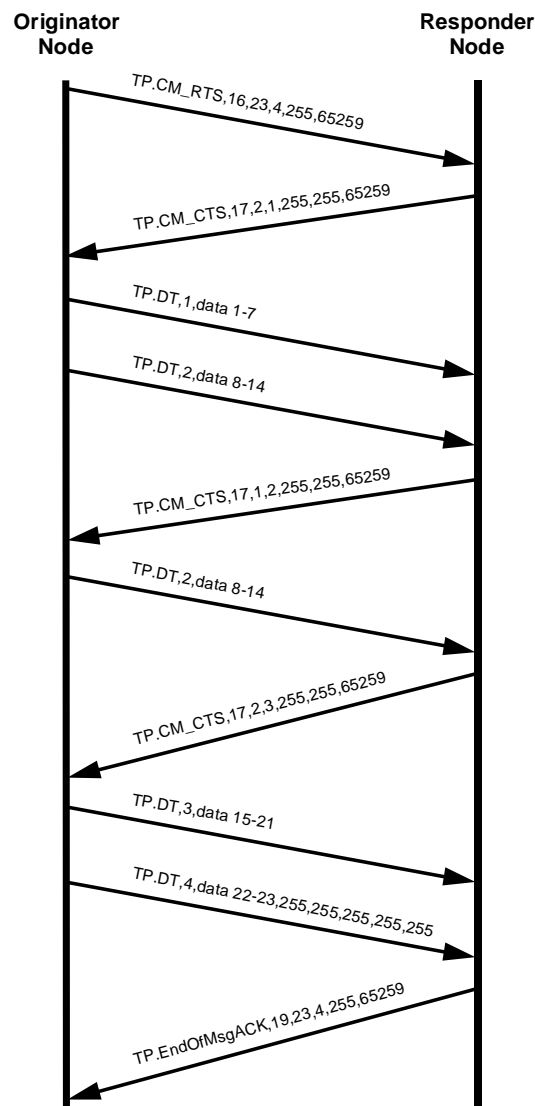 Originator Node
Responder Node
TP.CM_RTS,16,23,4,255,65259
TP.CM_CTS,17,2,1,255,255,65259
TP.DT,1,data 1-7
TP.DT,2,data 8-14
TP.CM_CTS,17,1,2,255,255,65259
TP.DT,2,data 8-14
TP.CM_CTS,17,2,3,255,255,65259
TP.DT,3,data 15-21
TP.DT,4,data 22-23,255,255,255,255,255
TP.EndOfMsgACK,19,23,4,255,65259